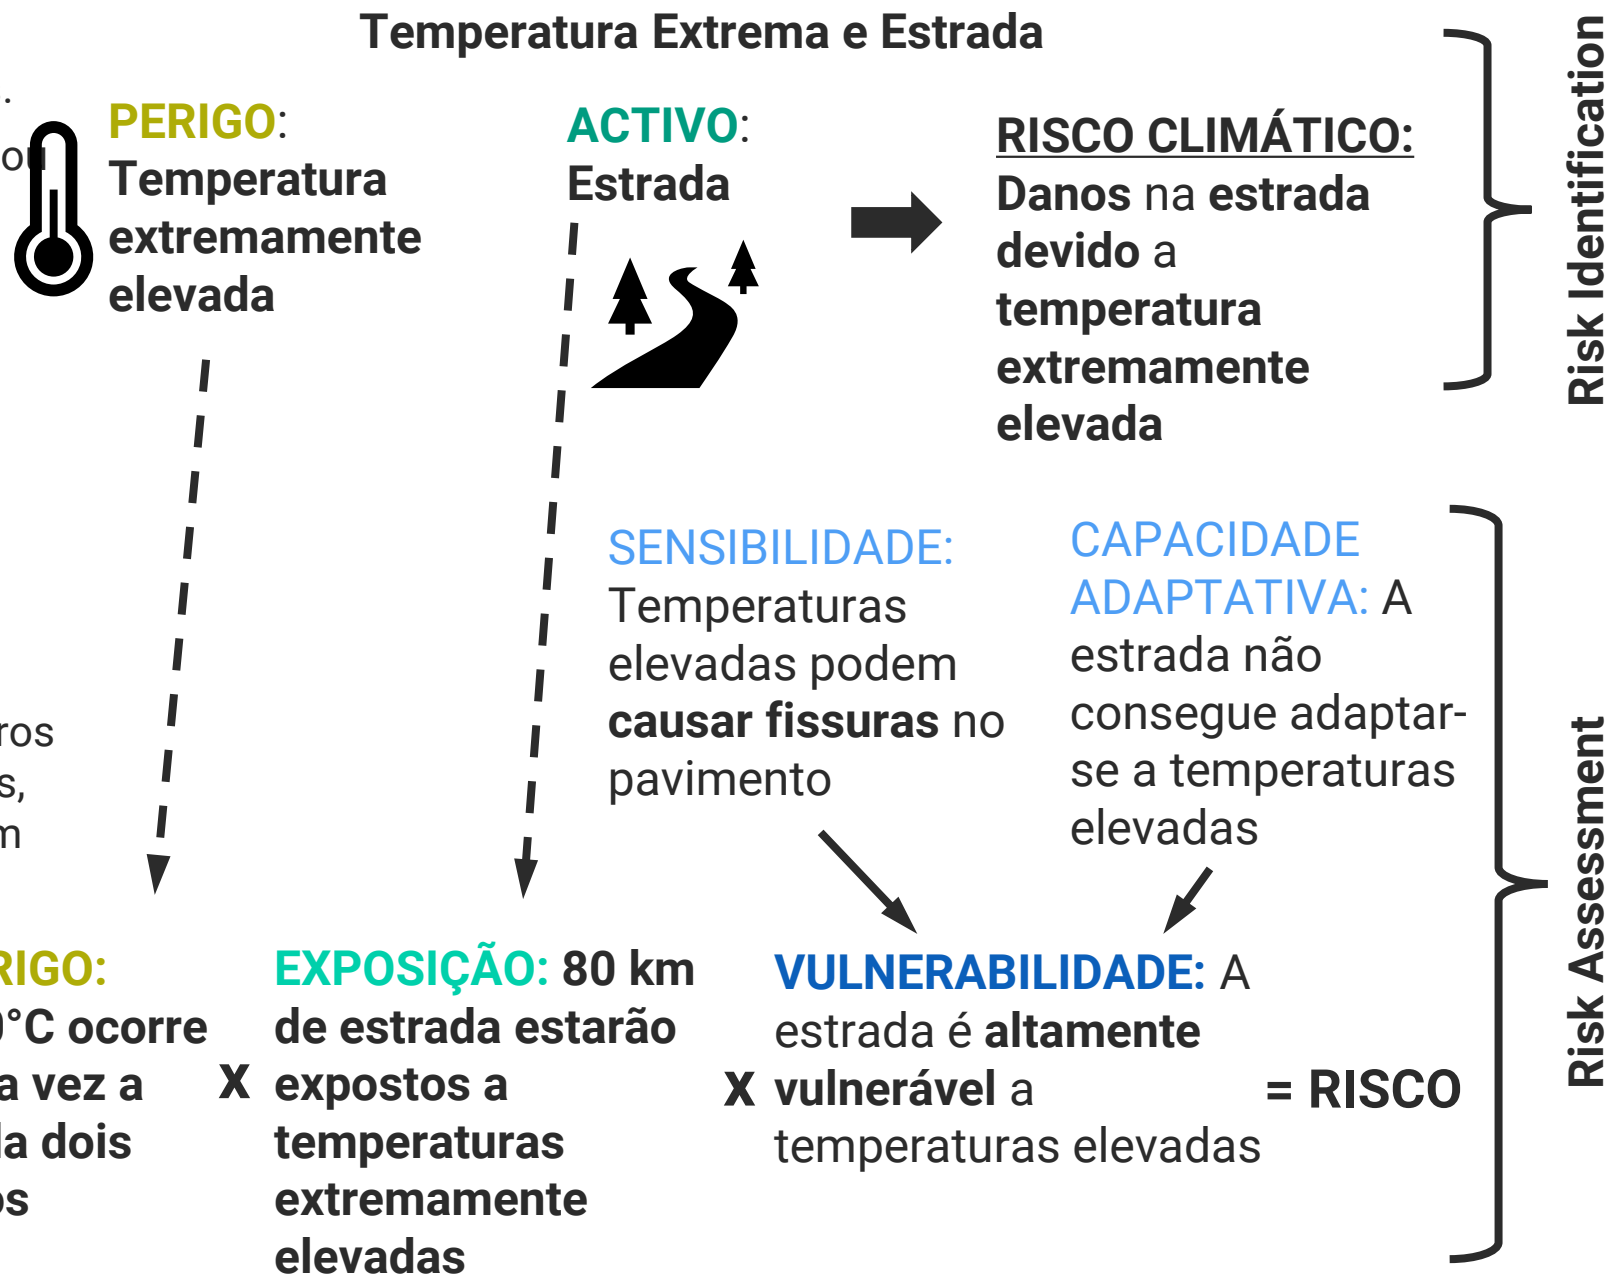 Temperatura Extrema e Estrada
PERIGO:
Temperatura
extremamente
elevada
ACTIVO:
Estrada
RISCO CLIMÁTICO:
Danos na estrada
devido a
temperatura
extremamente
elevada
Risk Identification
SENSIBILIDADE:
Temperaturas
elevadas podem
causar fissuras no
pavimento
CAPACIDADE
ADAPTATIVA: A
estrada não
consegue adaptar-
se a temperaturas
elevadas
Risk Assessment
°C ocorre
vez a
dois
X
EXPOSIÇÃO: 80 km
de estrada estarão
expostos a
temperaturas
extremamente
elevadas
X
VULNERABILIDADE: A
estrada é altamente
vulnerável a
temperaturas elevadas
= RISCO